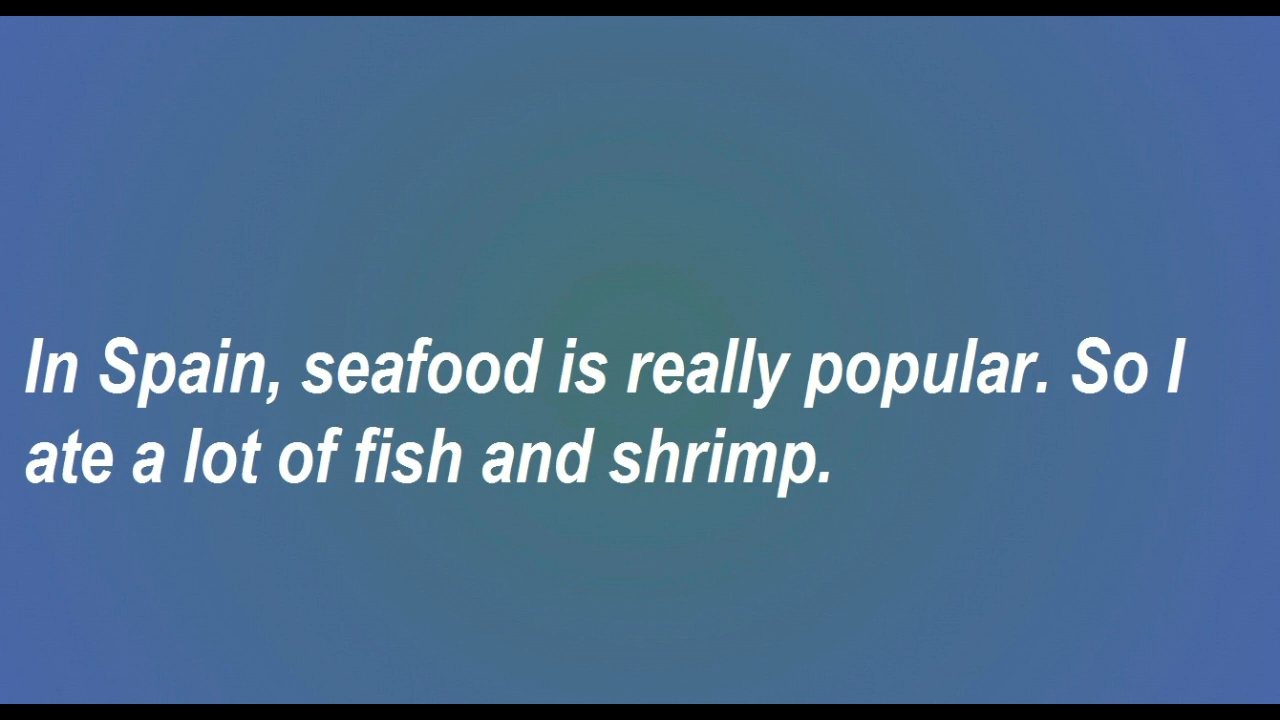 In Spain, seafood is really popular. So I
ate a lot of fish and shrimp.